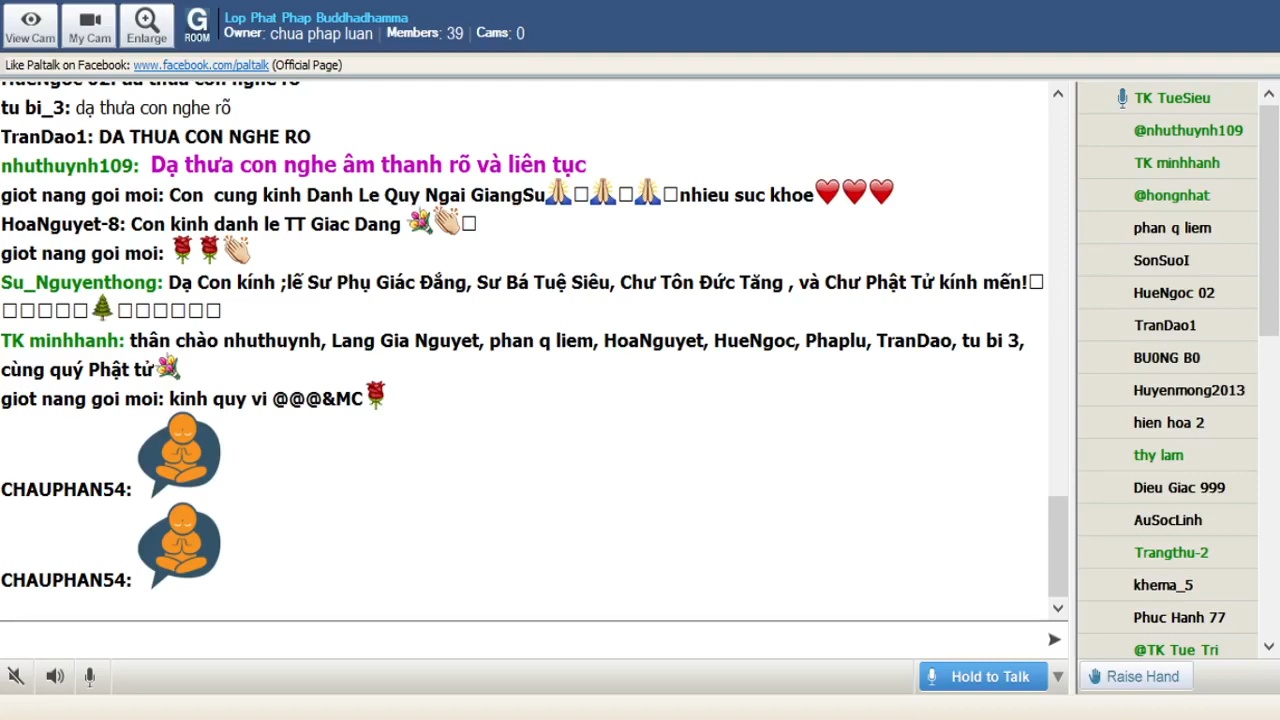 View Cam
My Cam
Enlarge
G
ROOM
Lop Phat Phap Buddhadhamma
Owner: chua phap luan | Members: 39 | Cams: 0
Like Paltalk on Facebook: www.facebook.com/paltalk (Official Page)
tu bi_3: dạ thưa con nghe rõ
TranDao1: DA THUA CON NGHE RO
nhuthuynh109: Dạ thưa con nghe âm thanh rõ và liên tục
giot nang goi moi: Con cung kinh Danh Le Quy Ngai GiangSu🙏🏻□🙏🏻□🙏🏻□nhieu suc khoe❤❤❤
HoaNguyet-8: Con kinh danh le TT Giac Dang 💐👏🏻□
giot nang goi moi: 🌹🌹👏🏻
Su_Nguyenthong: Dạ Con kính ;lế Sư Phụ Giác Đắng, Sư Bá Tuệ Siêu, Chư Tôn Đức Tăng , và Chư Phật Tử kính mến!□
□□□□□🌲□□□□□□
TK minhhanh: thân chào nhuthuynh, Lang Gia Nguyet, phan q liem, HoaNguyet, HueNgoc, Phaplu, TranDao, tu bi 3,
cùng quý Phật tử💐
giot nang goi moi: kinh quy vi @@@&MC🌹
CHAUPHAN54:
CHAUPHAN54:
Hold to Talk
TK TueSieu
@nhuthuynh109
TK minhhanh
@hongnhat
phan q liem
SonSuoI
HueNgoc 02
TranDao1
BU0NG B0
Huyenmong2013
hien hoa 2
thy lam
Dieu Giac 999
AuSocLinh
Trangthu-2
khema_5
Phuc Hanh 77
@TK Tue Tri
Raise Hand